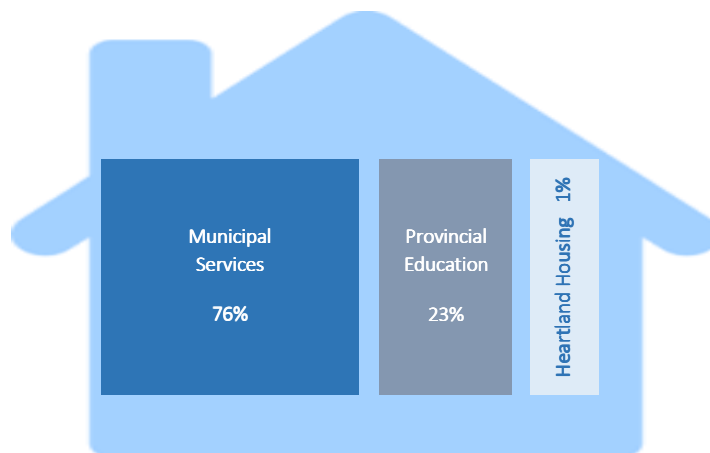 Municipal
Services
76%
Provincial
Education
23%
Heartland Housing 1%